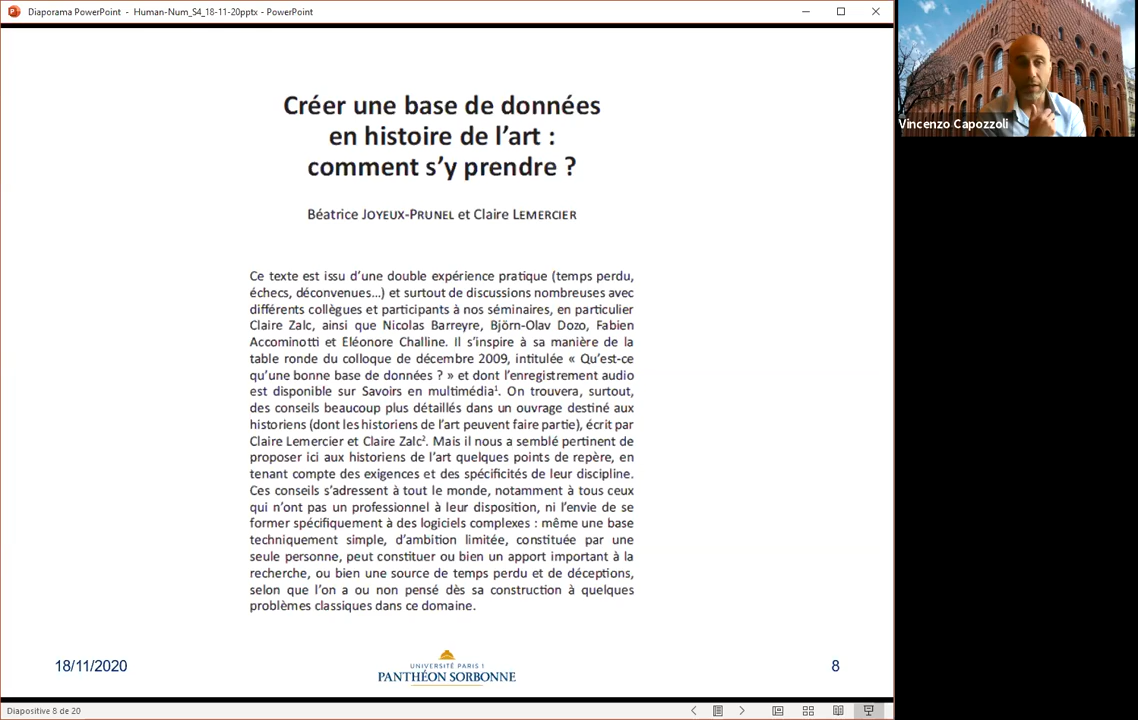 Diaporama PowerPoint - Human-Num_S4_18-11-20pptx - PowerPoint
Vincenzo Capozzoli
Créer une base de données
en histoire de l'art :
comment s'y prendre ?
Béatrice JOYEUX-PRUNEL et Claire LEMERCIER
Ce texte est issu d'une double expérience pratique (temps perdu,
échecs, déconvenues...) et surtout de discussions nombreuses avec
différents collègues et participants à nos séminaires, en particulier
Claire Zalc, ainsi que Nicolas Barreyre, Björn-Olav Dozo, Fabien
Accominotti et Eléonore Challine. Il s'inspire à sa manière de la
table ronde du colloque de décembre 2009, intitulée « Qu'est-ce
qu'une bonne base de données ? » et dont l'enregistrement audio
est disponible sur Savoirs en multimédia¹. On trouvera, surtout,
des conseils beaucoup plus détaillés dans un ouvrage destiné aux
historiens (dont les historiens de l'art peuvent faire partie), écrit par
Claire Lemercier et Claire Zalc². Mais il nous a semblé pertinent de
proposer ici aux historiens de l'art quelques points de repère, en
tenant compte des exigences et des spécificités de leur discipline.
Ces conseils s'adressent à tout le monde, notamment à tous ceux
qui n'ont pas un professionnel à leur disposition, ni l'envie de se
former spécifiquement à des logiciels complexes : même une base
techniquement simple, d'ambition limitée, constituée par une
seule personne, peut constituer ou bien un apport important à la
recherche, ou bien une source de temps perdu et de déceptions,
selon que l'on a ou non pensé dès sa construction à quelques
problèmes classiques dans ce domaine.
18/11/2020
UNIVERSITÉ PARIS 1
PANTHÉON SORBONNE
8
Diapositive 8 de 20